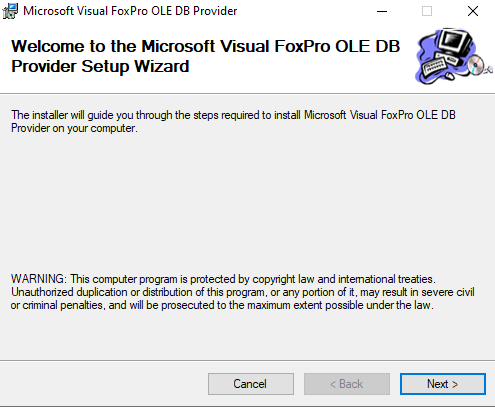 Microsoft Visual FoxPro OLE DB Provider
Welcome to the Microsoft Visual FoxPro OLE DB
Provider Setup Wizard
The installer will guide you through the steps required to install Microsoft Visual FoxPro OLE DB
Provider on your computer.
WARNING: This computer program is protected by copyright law and international treaties.
Unauthorized duplication or distribution of this program, or any portion of it, may result in severe civil
or criminal penalties, and will be prosecuted to the maximum extent possible under the law.
Cancel
< Back
Next >